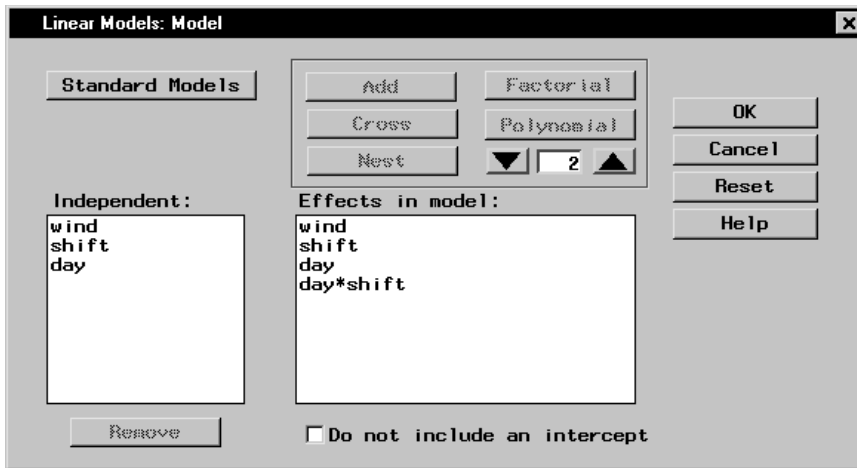 Linear Models: Model
Standard Models
Add
Factorial
Cross
Polynomial
Nest
2
OK
Cancel
Reset
Help
Independent:
wind
shift
day
Effects in model:
wind
shift
day
day*shift
Remove
Do not include an intercept